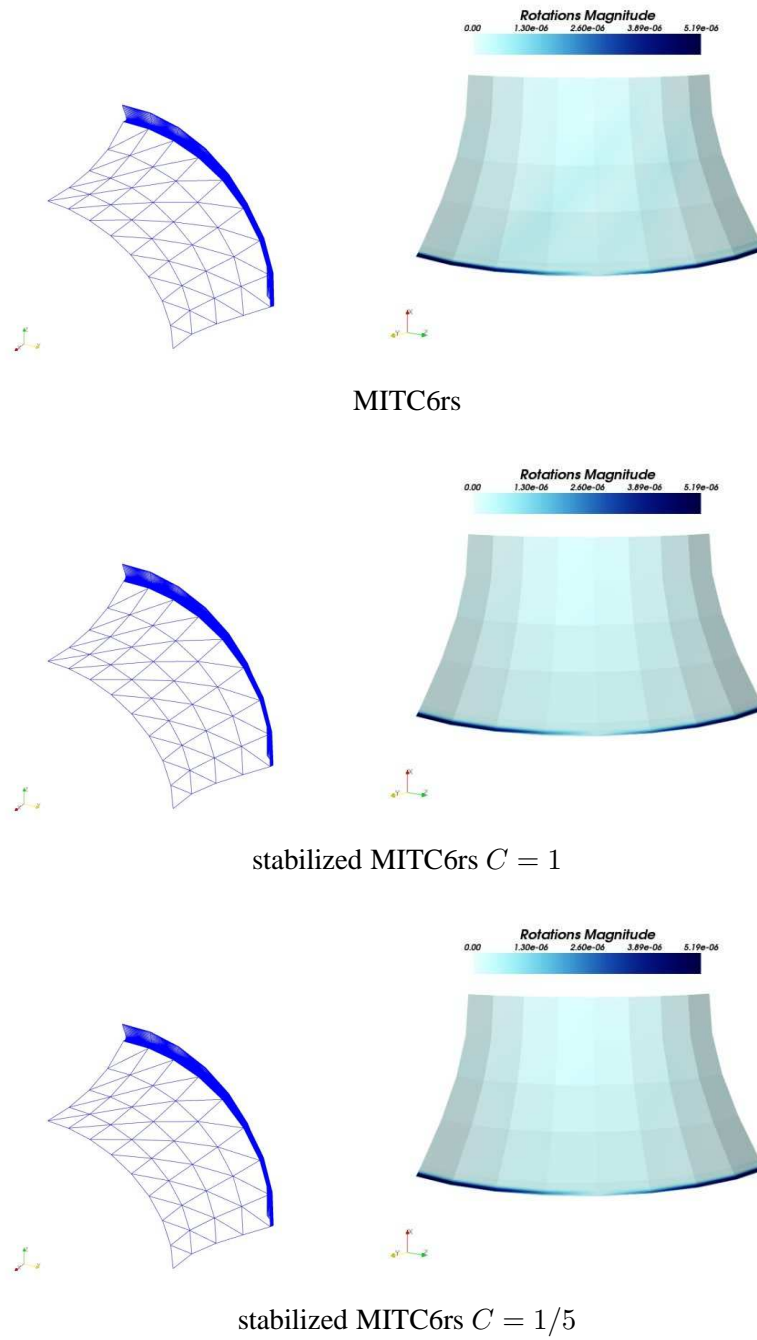 Rotations Magnitude
0.00 1.30e-06 2.60e-06 3.89e-06 5.19e-06
MITC6rs
Rotations Magnitude
0.00 1.30e-06 2.60e-06 3.89e-06 5.19e-06
stabilized MITC6rs C = 1
Rotations Magnitude
0.00 1.30e-06 2.60e-06 3.89e-06 5.19e-06
stabilized MITC6rs C = 1/5